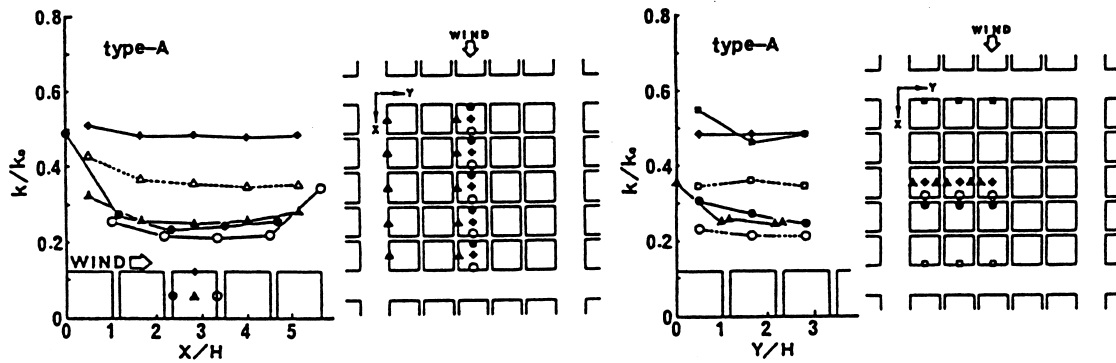 0.8
type–A
0.6
0.4
0.2
0
k/k₀
WIND
0 1 2 3 4 5
X/H
WIND
Y
X
0.8
type–A
0.6
0.4
0.2
0
k/k₀
0 1 2 3
Y/H
WIND
Y
X